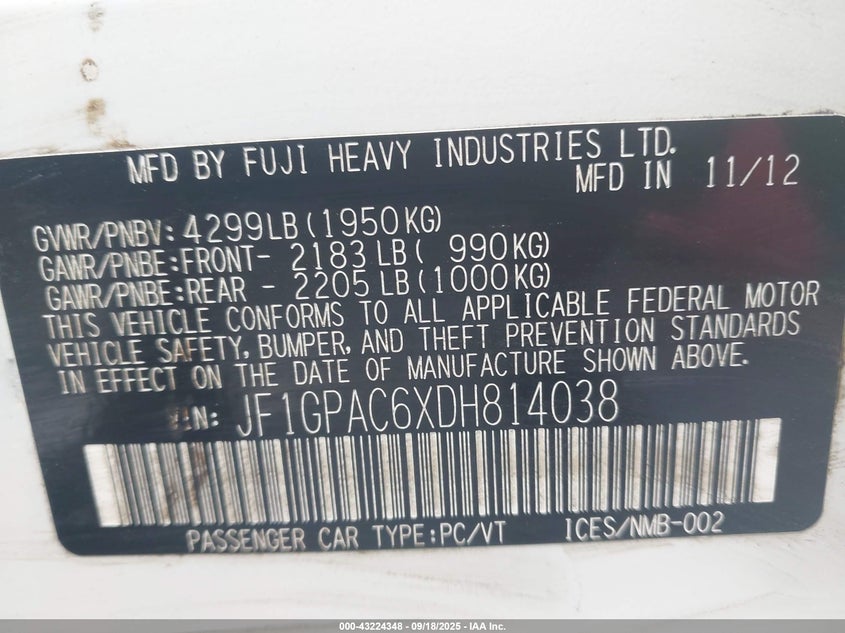 MFD BY FUJI HEAVY INDUSTRIES LTD.
MFD IN 11/12
GVWR/PNBV: 4299LB (1950KG)
GAWR/PNBE:FRONT- 2183LB ( 990KG)
GAWR/PNBE:REAR - 2205LB (1000KG)
THIS VEHICLE CONFORMS TO ALL APPLICABLE FEDERAL MOTOR
VEHICLE SAFETY, BUMPER, AND THEFT PREVENTION STANDARDS
IN EFFECT ON THE DATE OF MANUFACTURE SHOWN ABOVE.
JF1GPAC6XDH814038
PASSENGER CAR TYPE:PC/VT ICES/NMB-002
000-43224348 - 09/18/2025 - IAA Inc.